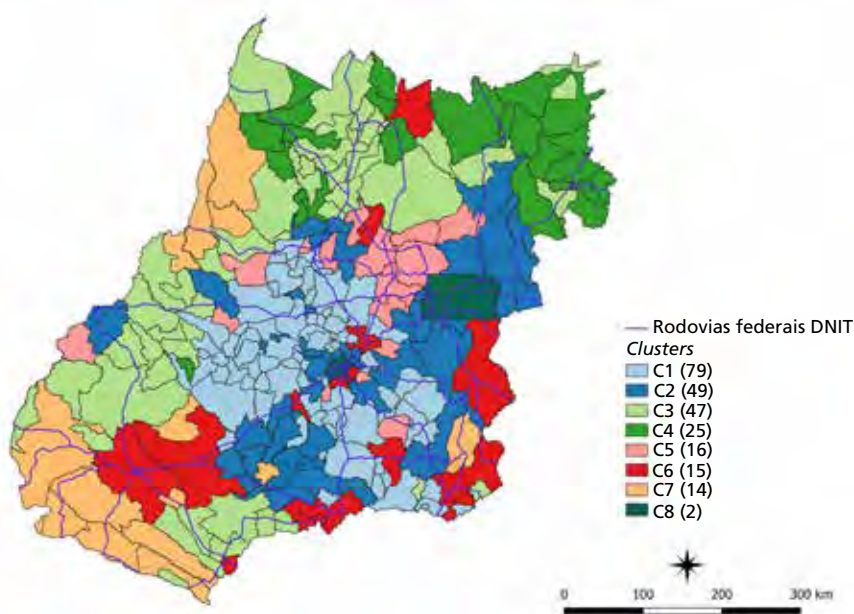 Rodovias federais DNIT
Clusters
C1 (79)
C2 (49)
C3 (47)
C4 (25)
C5 (16)
C6 (15)
C7 (14)
C8 (2)
0 100 200 300 km